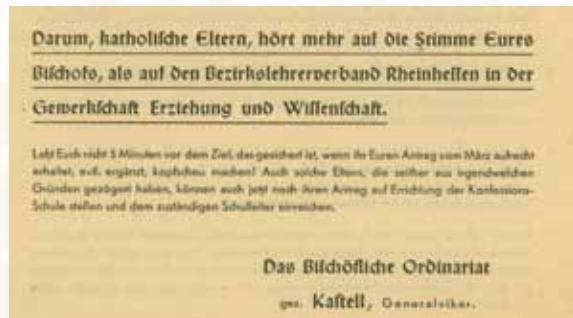 Darum, katholische Eltern, hört mehr auf die Stimme Eures
Bischofs, als auf den Bezirkslehrerverband Rheinhessen in der
Gewerkschaft Erziehung und Wissenschaft.
Laßt Euch nicht 5 Minuten vor dem Ziel, das gesichert ist, wenn Ihr Euren Antrag vom März aufrecht
erhaltet, evtl. ergänzt, kopfscheu machen! Auch solche Eltern, die seither aus irgendwelchen
Gründen gezögert haben, können auch jetzt noch ihren Antrag auf Errichtung der Konfessions-
Schule stellen und dem zuständigen Schulleiter einreichen.
Das Bischöfliche Ordinariat
gez. Kastell, Generalvikar.